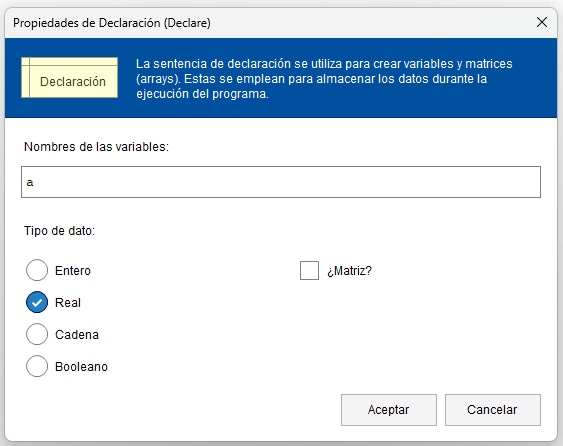 Propiedades de Declaración (Declare)
Declaración
La sentencia de declaración se utiliza para crear variables y matrices
(arrays). Estas se emplean para almacenar los datos durante la
ejecución del programa.
Nombres de las variables:
a
Tipo de dato:
Entero
¿Matriz?
Real
Cadena
Booleano
Aceptar
Cancelar